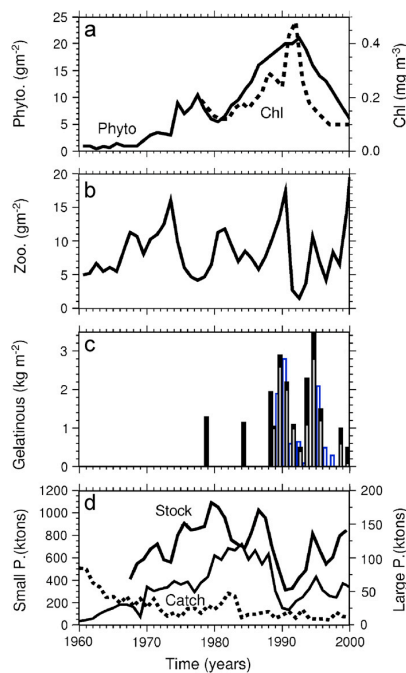 a
Phyto. (gm⁻²)
25
20
15
10
5
0
Phyto
Chl
0.4
0.2
0.0
Chl (mg m⁻³)
b
Zoo. (gm⁻²)
20
15
10
5
0
c
Gelatinous (kg m⁻²)
3
2
1
0
d
Small P.(ktons)
1200
1000
800
600
400
200
0
Stock
Catch
200
150
100
50
0
Large P.(ktons)
1960 1970 1980 1990 2000
Time (years)